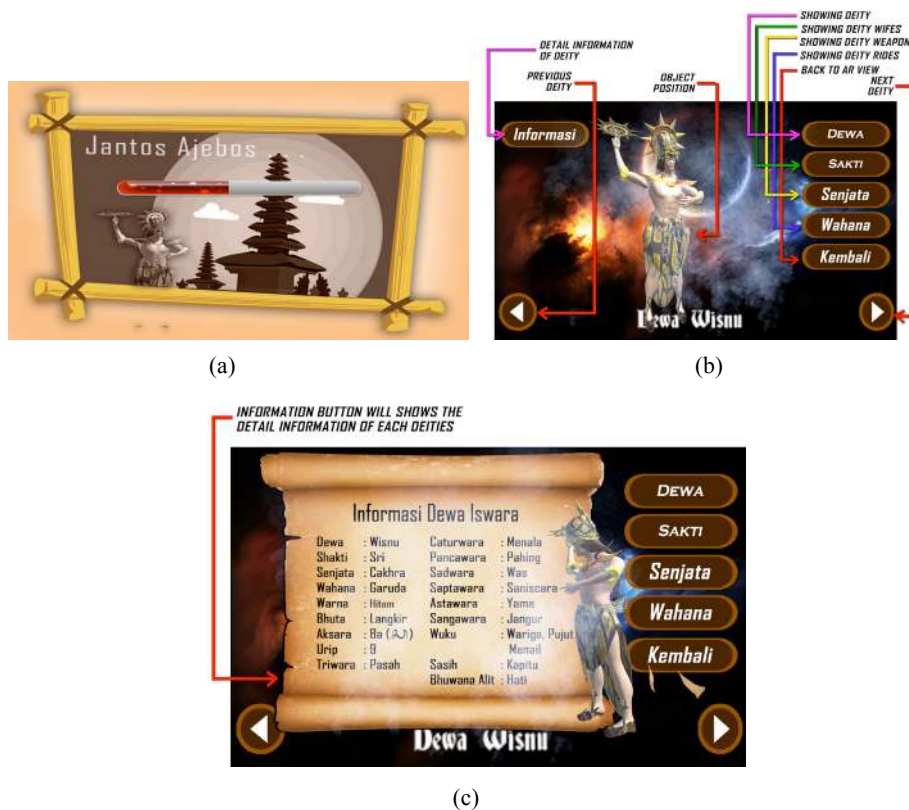 Jantos Ajebos
(a)
SHOWING DEITY
SHOWING DEITY WIFES
SHOWING DEITY WEAPON
SHOWING DEITY RIDES
BACK TO AR VIEW
NEXT
DEITY
DETAIL INFORMATION
OF DEITY
PREVIOUS
DEITY
OBJECT
POSITION
Informasi
DEWA
SAKTI
Senjata
Wahana
Kembali
Dewa Wisnu
(b)
INFORMATION BUTTON WILL SHOWS THE
DETAIL INFORMATION OF EACH DEITIES
Informasi Dewa Iswara
Dewa : Wisnu Caturwara : Menala
Shakti : Sri Pancawara : Pahing
Senjata : Cakhra Sadwara : Was
Wahana : Garuda Saptawara : Saniscara
Warna : Hitam Astawara : Yama
Bhuta : Langkir Sangawara : Jangur
Aksara : Ba ( ) Wuku : Wariga, Pujut,
Urip : 9 Menail
Triwara : Pasah Sasih : Kapitu
Bhuwana Alit : Hati
DEWA
SAKTI
Senjata
Wahana
Kembali
Dewa Wisnu
(c)